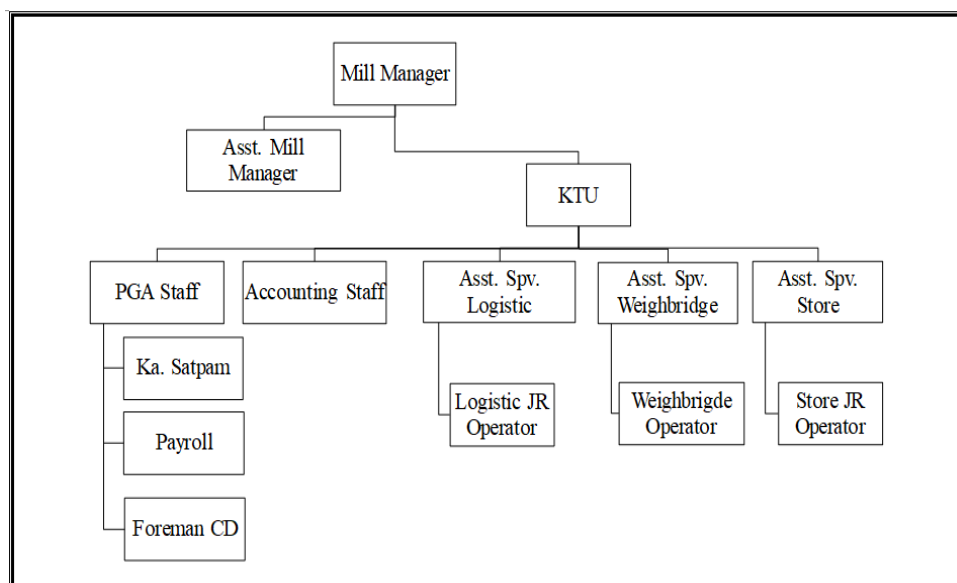 Mill Manager
Asst. Mill
Manager
KTU
PGA Staff
Accounting Staff
Asst. Spv.
Logistic
Asst. Spv.
Weighbridge
Asst. Spv.
Store
Ka. Satpam
Payroll
Foreman CD
Logistic JR
Operator
Weighbrigde
Operator
Store JR
Operator